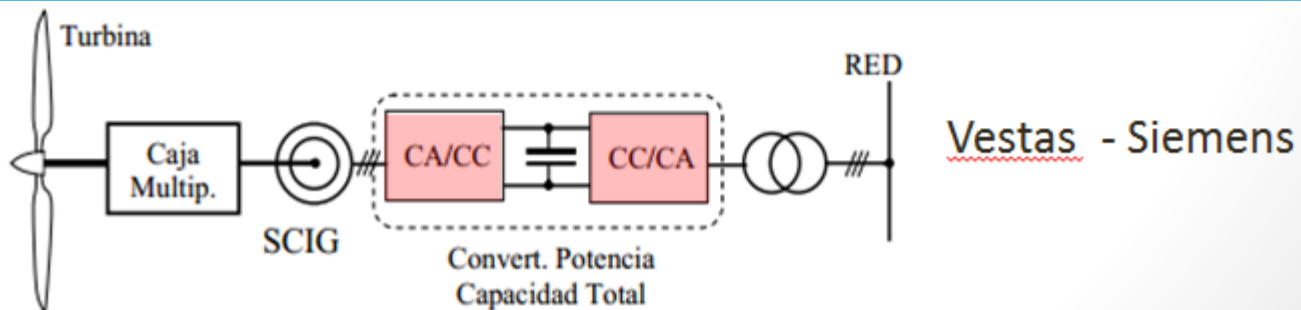 Turbina
Caja
Multip.
SCIG
CA/CC
CC/CA
Convert. Potencia
Capacidad Total
RED
Vestas - Siemens